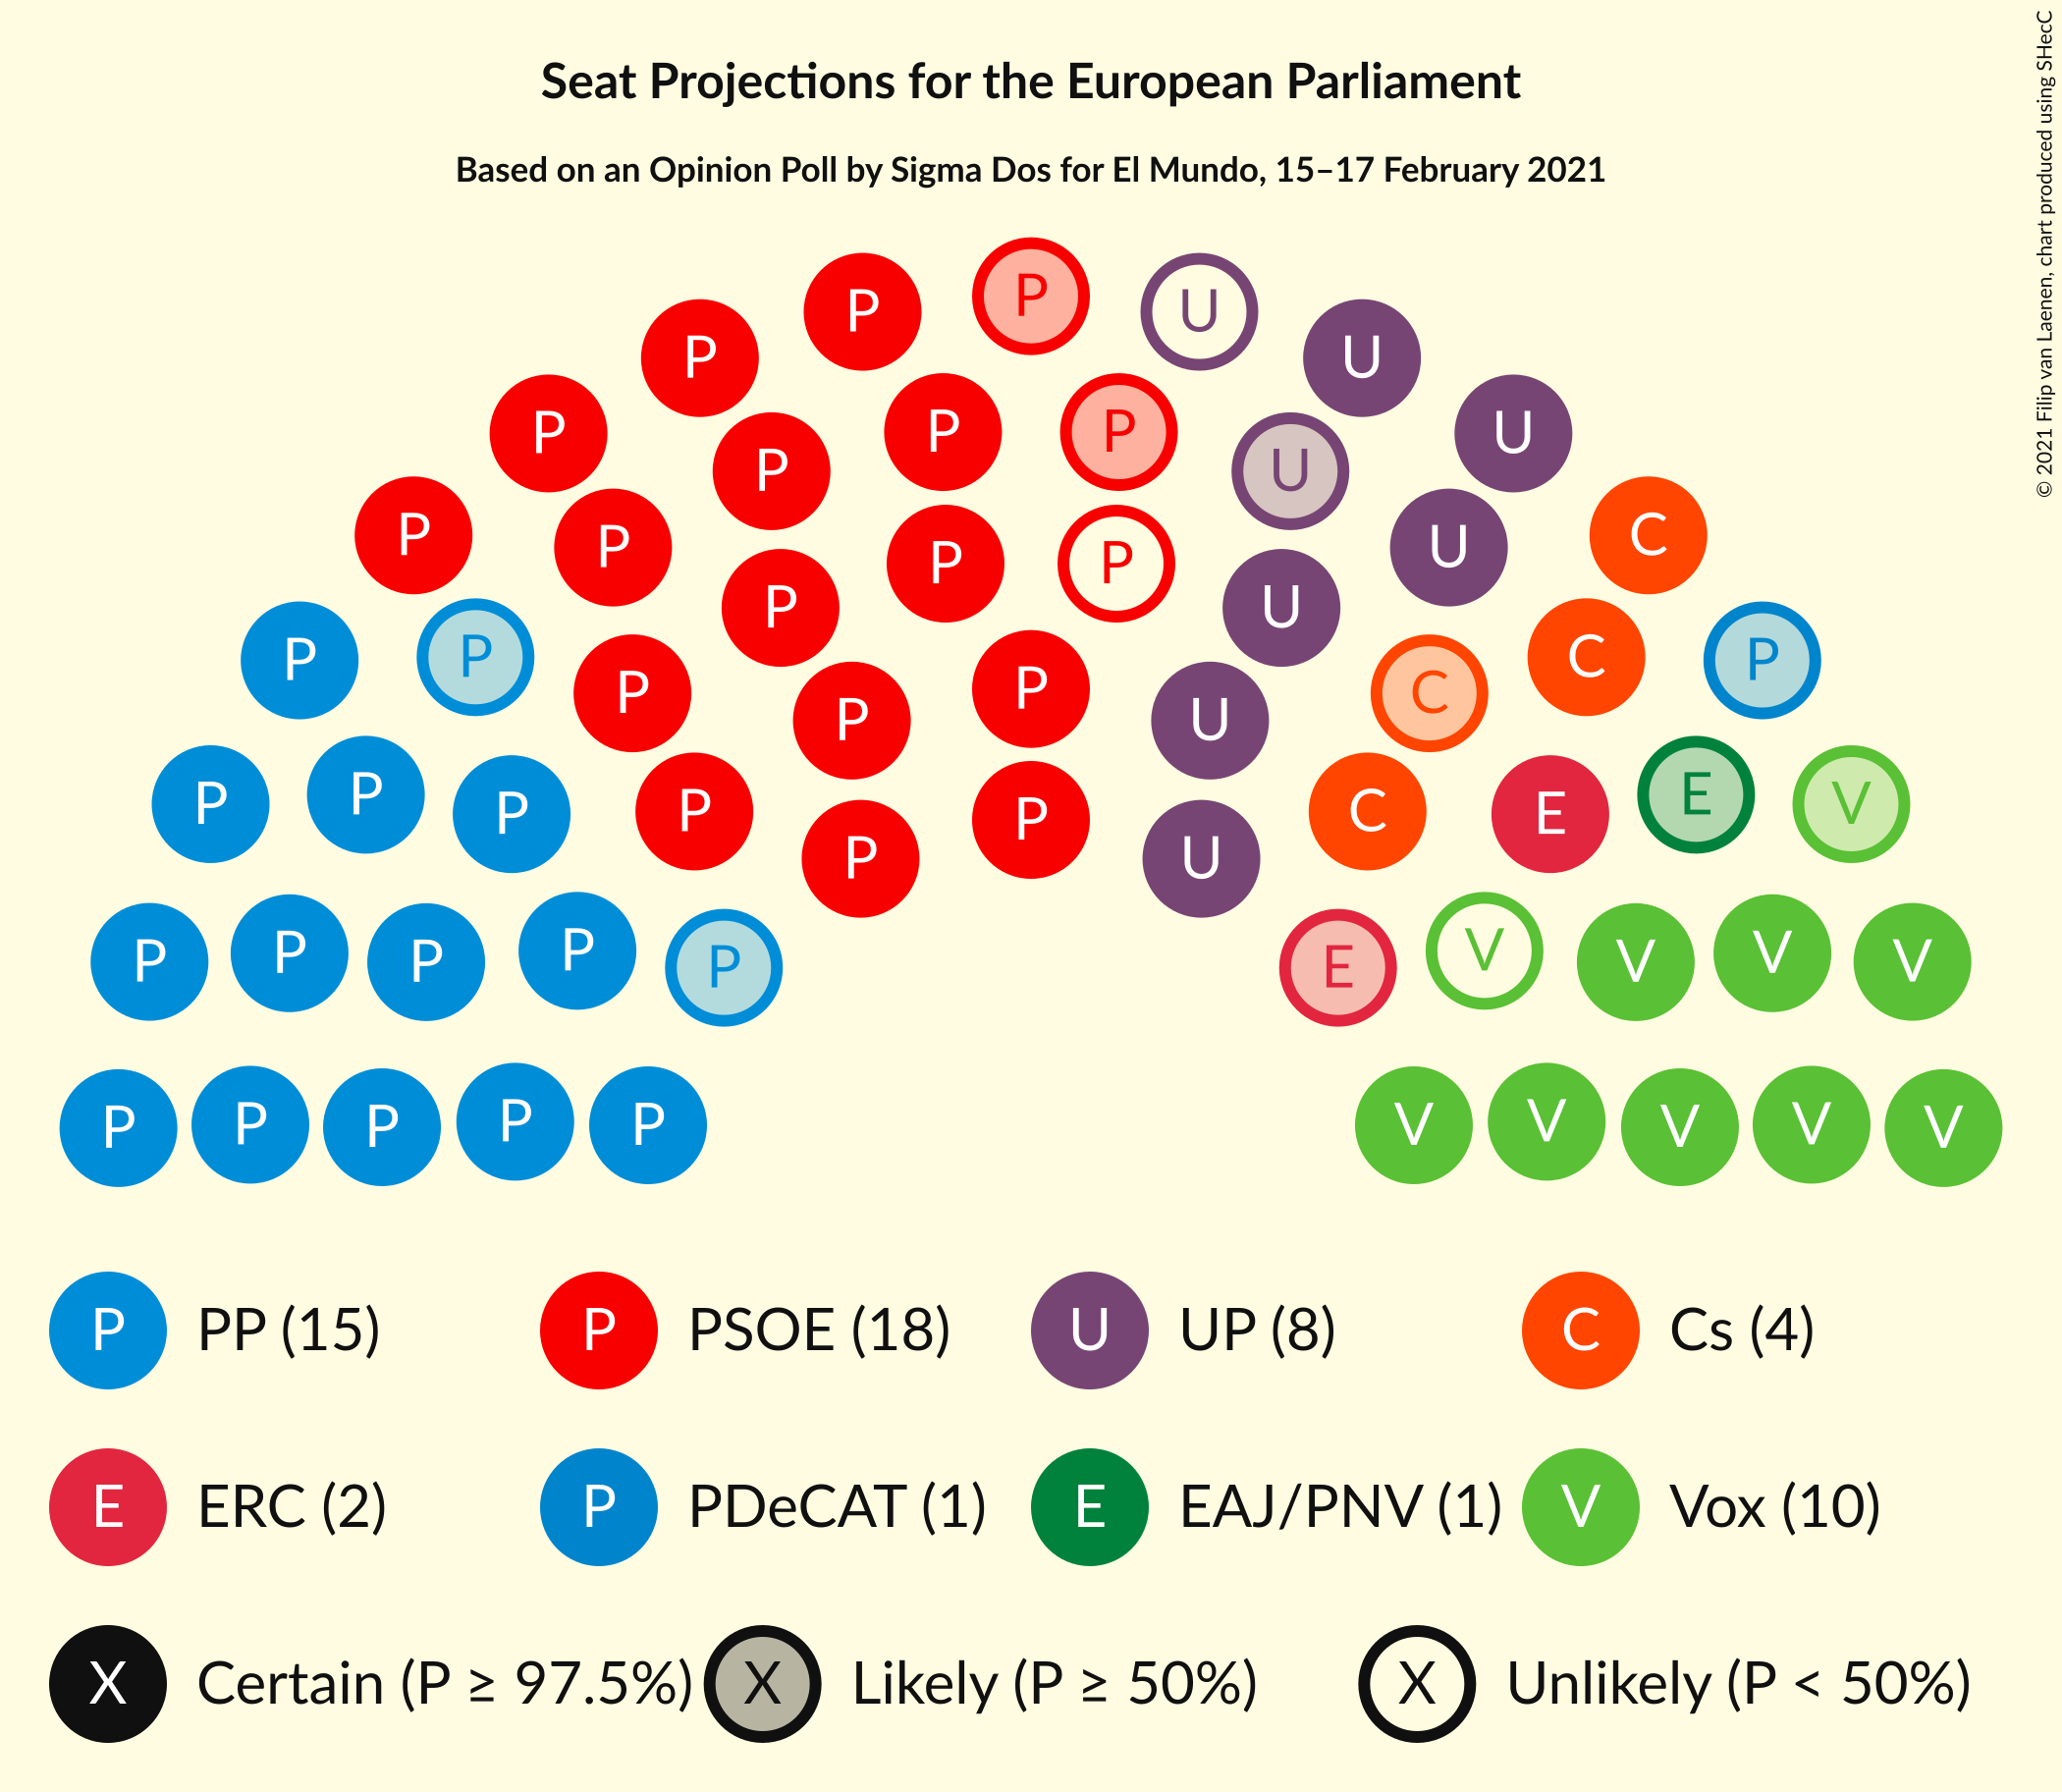 Seat Projections for the European Parliament
Based on an Opinion Poll by Sigma Dos for El Mundo, 15–17 February 2021
© 2021 Filip van Laenen, chart produced using SHecC
P
P U
P U
P P P U
P U
P P
P U
P C
P P
P U
P P C
P P
P C
P U
P P
P C
P P E V
P E
P U
P P V V
P P V V
P E
P P P P P V V V V V
P PP (15) P PSOE (18) U UP (8) C Cs (4)
E ERC (2) P PDeCAT (1) E EAJ/PNV (1) V Vox (10)
X Certain (P ≥ 97.5%) X Likely (P ≥ 50%) X Unlikely (P < 50%)